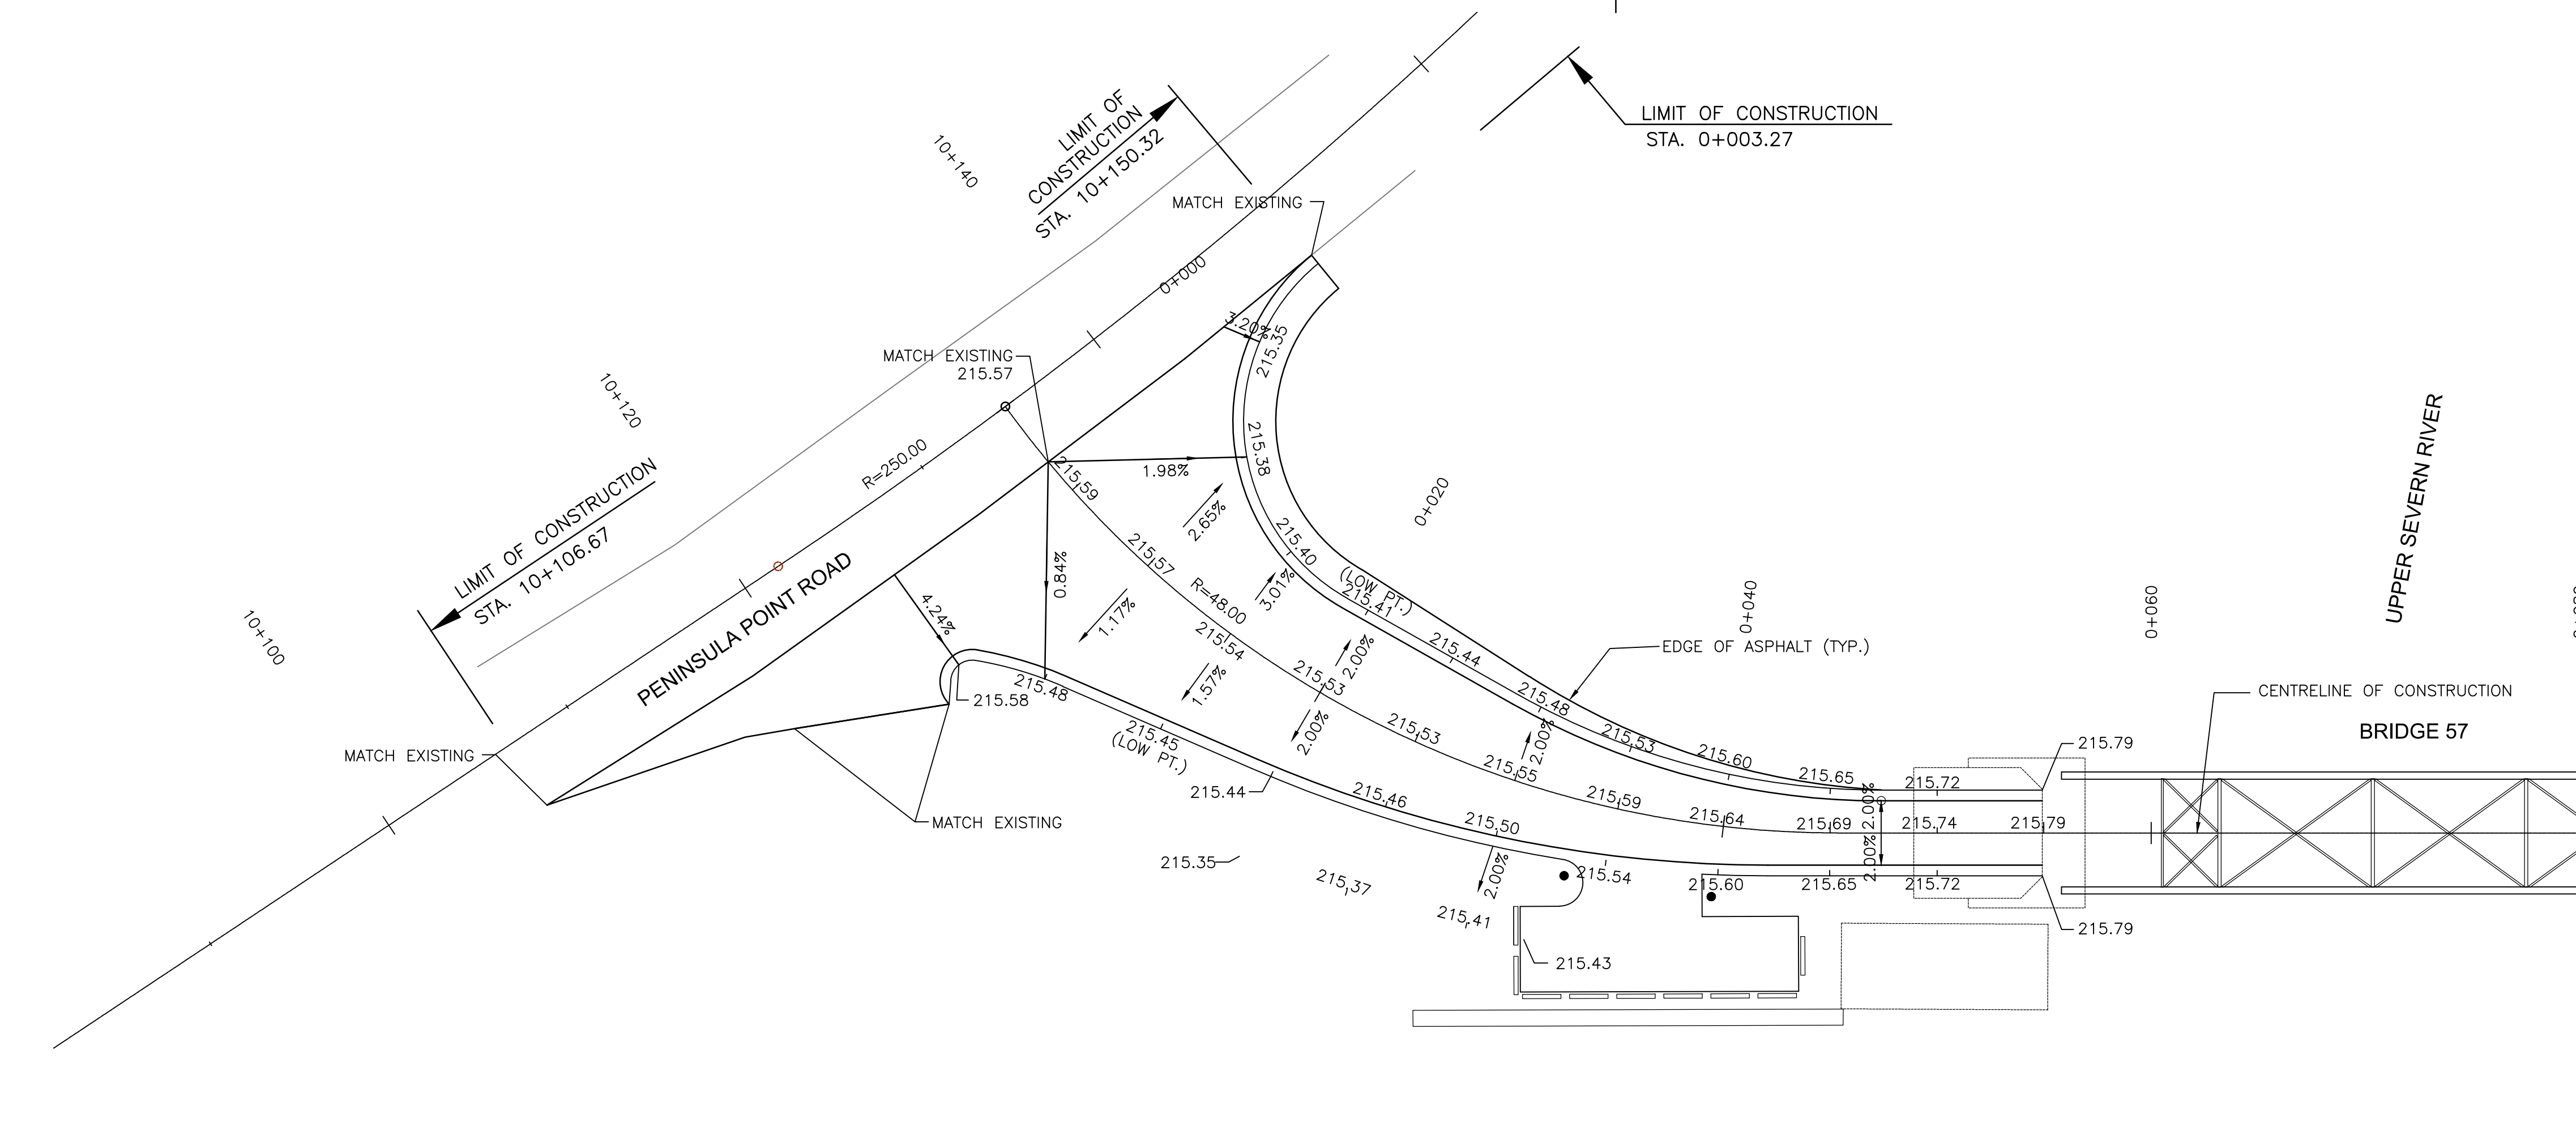 LIMIT OF
CONSTRUCTION
STA. 10+150.32
LIMIT OF CONSTRUCTION
STA. 0+003.27
10+140
MATCH EXISTING
0+000
3.20%
215.35
MATCH EXISTING
215.57
10+120
R=250.00
LIMIT OF CONSTRUCTION
STA. 10+106.67
10+100
PENINSULA POINT ROAD
215.59
1.98%
215.38
2.65%
0+020
215.57
215.40
0.84%
4.24%
1.17%
R=48.00
3.01%
(LOW PT.)
215.41
215.54
215.44
0+040
0+060
UPPER SEVERN RIVER
EDGE OF ASPHALT (TYP.)
CENTRELINE OF CONSTRUCTION
BRIDGE 57
215.48
215.58
1.57%
215.53
2.00%
2.00%
215.48
215.53
215.60
215.65
215.72
215.79
MATCH EXISTING
215.45
(LOW PT.)
215.53
2.00%
215.55
215.59
215.64
215.69
2.00%
2.00%
215.74
215.79
MATCH EXISTING
215.44
215.46
215.50
215.54
215.60
215.65
215.72
215.79
215.35
215.37
2.00%
215.41
215.43